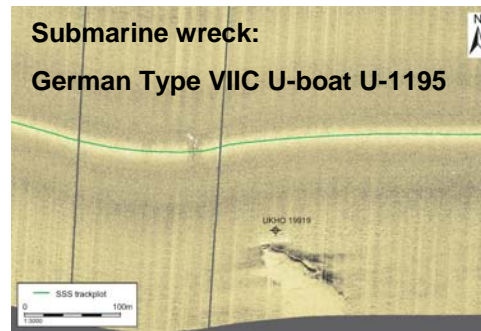 Submarine wreck:
German Type VIIC U-boat U-1195
N
UKHO 19919
SSS trackplot
0 100m
1:3000